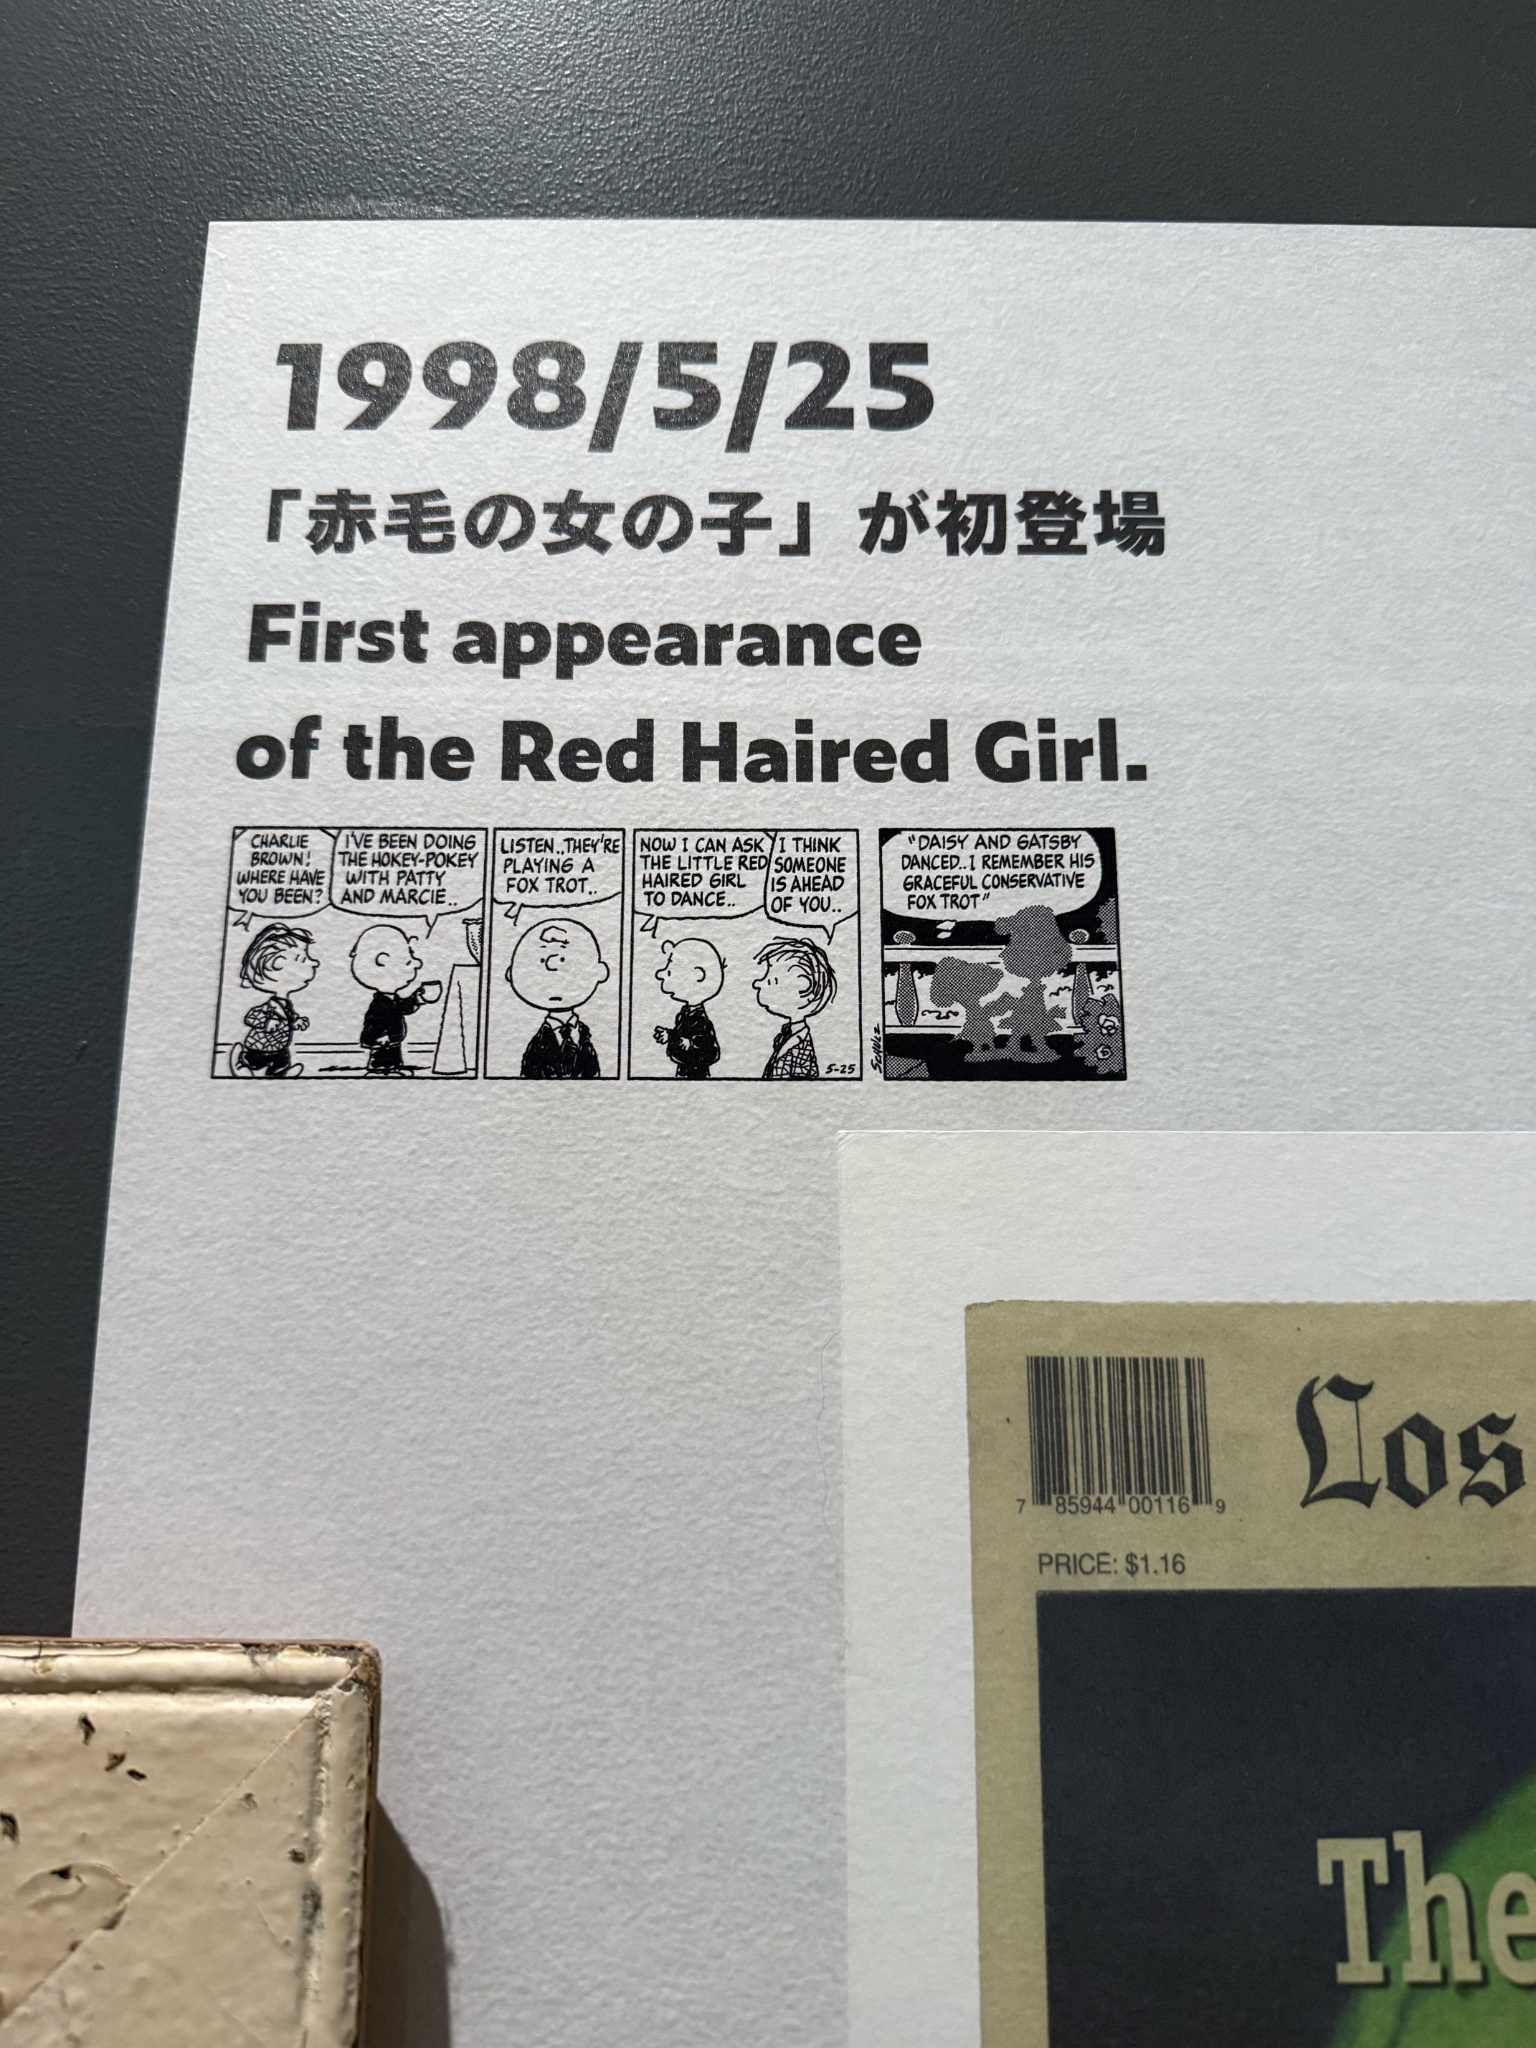 1998/5/25
「赤毛の女の子」が初登場
First appearance
of the Red Haired Girl.
CHARLIE
BROWN!
WHERE HAVE
YOU BEEN?
I'VE BEEN DOING
THE HOKEY-POKEY
WITH PATTY
AND MARCIE..
LISTEN..THEY'RE
PLAYING A
FOX TROT..
NOW I CAN ASK
THE LITTLE RED
HAIRED GIRL
TO DANCE..
I THINK
SOMEONE
IS AHEAD
OF YOU..
5-25
SCHULZ
"DAISY AND GATSBY
DANCED..I REMEMBER HIS
GRACEFUL CONSERVATIVE
FOX TROT"
7 85944 00116 9
Los
PRICE: $1.16
The